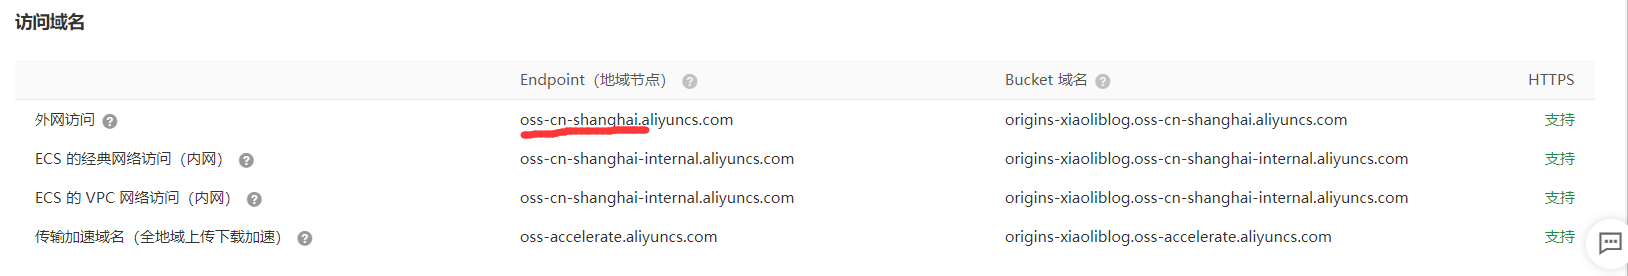 访问域名
Endpoint（地域节点） ? Bucket 域名 ? HTTPS
外网访问 ? oss-cn-shanghai.aliyuncs.com origins-xiaoliblog.oss-cn-shanghai.aliyuncs.com 支持
ECS 的经典网络访问（内网） ? oss-cn-shanghai-internal.aliyuncs.com origins-xiaoliblog.oss-cn-shanghai-internal.aliyuncs.com 支持
ECS 的 VPC 网络访问（内网） ? oss-cn-shanghai-internal.aliyuncs.com origins-xiaoliblog.oss-cn-shanghai-internal.aliyuncs.com 支持
传输加速域名（全地域上传下载加速） ? oss-accelerate.aliyuncs.com origins-xiaoliblog.oss-accelerate.aliyuncs.com 支持